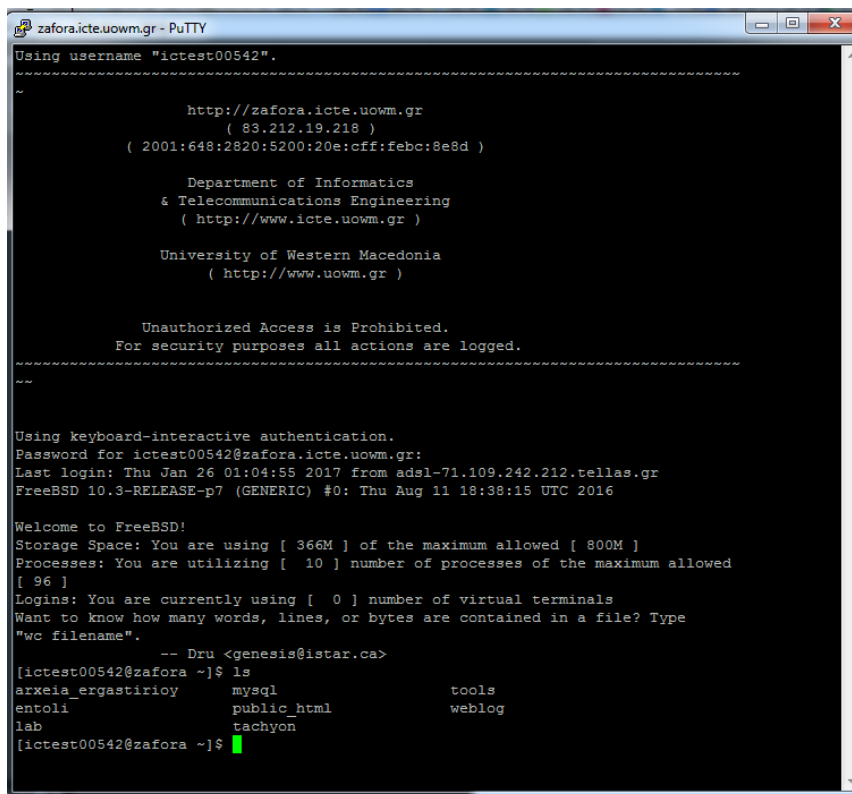 zafora.icte.uowm.gr - PuTTY
Using username "ictest00542".
~~~~~~~~~~~~~~~~~~~~~~~~~~~~~~~~~~~~~~~~~~~~~~~~~~~~~~~~~~~~~~~~~~~~~~~~~~~~~~~~
~
http://zafora.icte.uowm.gr
( 83.212.19.218 )
( 2001:648:2820:5200:20e:cff:febc:8e8d )
Department of Informatics
& Telecommunications Engineering
( http://www.icte.uowm.gr )
University of Western Macedonia
( http://www.uowm.gr )
Unauthorized Access is Prohibited.
For security purposes all actions are logged.
~~~~~~~~~~~~~~~~~~~~~~~~~~~~~~~~~~~~~~~~~~~~~~~~~~~~~~~~~~~~~~~~~~~~~~~~~~~~~~~~
~~
Using keyboard-interactive authentication.
Password for ictest00542@zafora.icte.uowm.gr:
Last login: Thu Jan 26 01:04:55 2017 from adsl-71.109.242.212.tellas.gr
FreeBSD 10.3-RELEASE-p7 (GENERIC) #0: Thu Aug 11 18:38:15 UTC 2016
Welcome to FreeBSD!
Storage Space: You are using [ 366M ] of the maximum allowed [ 800M ]
Processes: You are utilizing [  10 ] number of processes of the maximum allowed
[ 96 ]
Logins: You are currently using [  0 ] number of virtual terminals
Want to know how many words, lines, or bytes are contained in a file? Type
"wc filename".
-- Dru <genesis@istar.ca>
[ictest00542@zafora ~]$ ls
arxeia_ergastirioy mysql tools
entoli public_html weblog
lab tachyon
[ictest00542@zafora ~]$